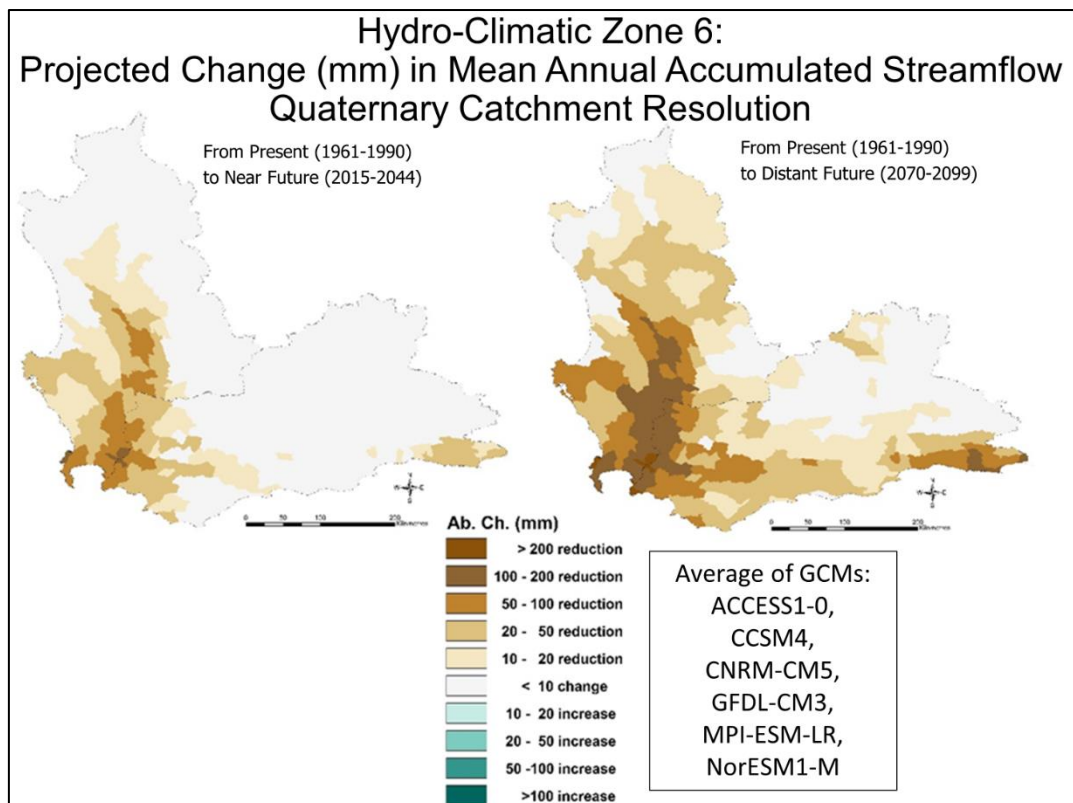 Hydro-Climatic Zone 6:
Projected Change (mm) in Mean Annual Accumulated Streamflow
Quaternary Catchment Resolution
From Present (1961-1990)
to Near Future (2015-2044)
From Present (1961-1990)
to Distant Future (2070-2099)
Ab. Ch. (mm)
> 200 reduction
100 - 200 reduction
50 - 100 reduction
20 - 50 reduction
10 - 20 reduction
< 10 change
10 - 20 increase
20 - 50 increase
50 -100 increase
>100 increase
Average of GCMs:
ACCESS1-0,
CCSM4,
CNRM-CM5,
GFDL-CM3,
MPI-ESM-LR,
NorESM1-M